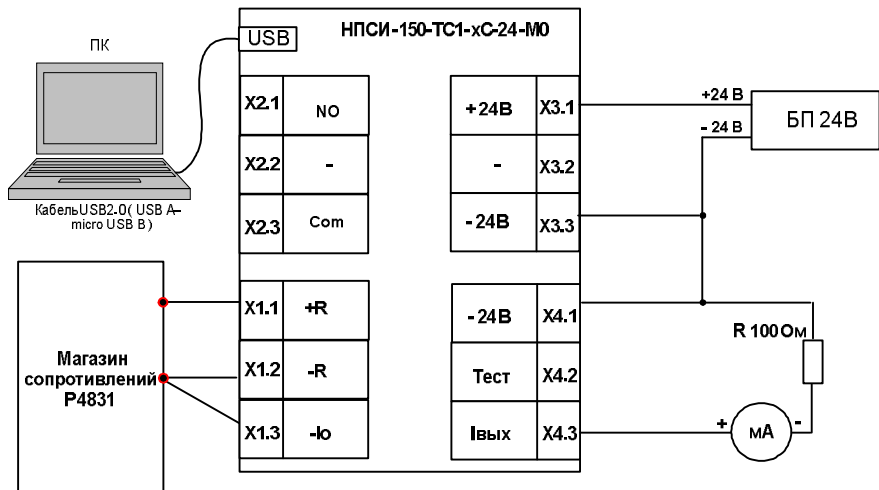 ПК
USB
НПСИ-150-ТС1-хС-24-М0
X2.1 NO
X2.2 -
X2.3 Com
+24В X3.1
- X3.2
-24В X3.3
+24 В
- 24 В
БП 24В
КабельUSB2.0( USB A–
micro USB B )
Магазин
сопротивлений
Р4831
X1.1 +R
X1.2 -R
X1.3 -Io
-24В X4.1
Тест X4.2
Iвых X4.3
R 100 Ом
+ мА -